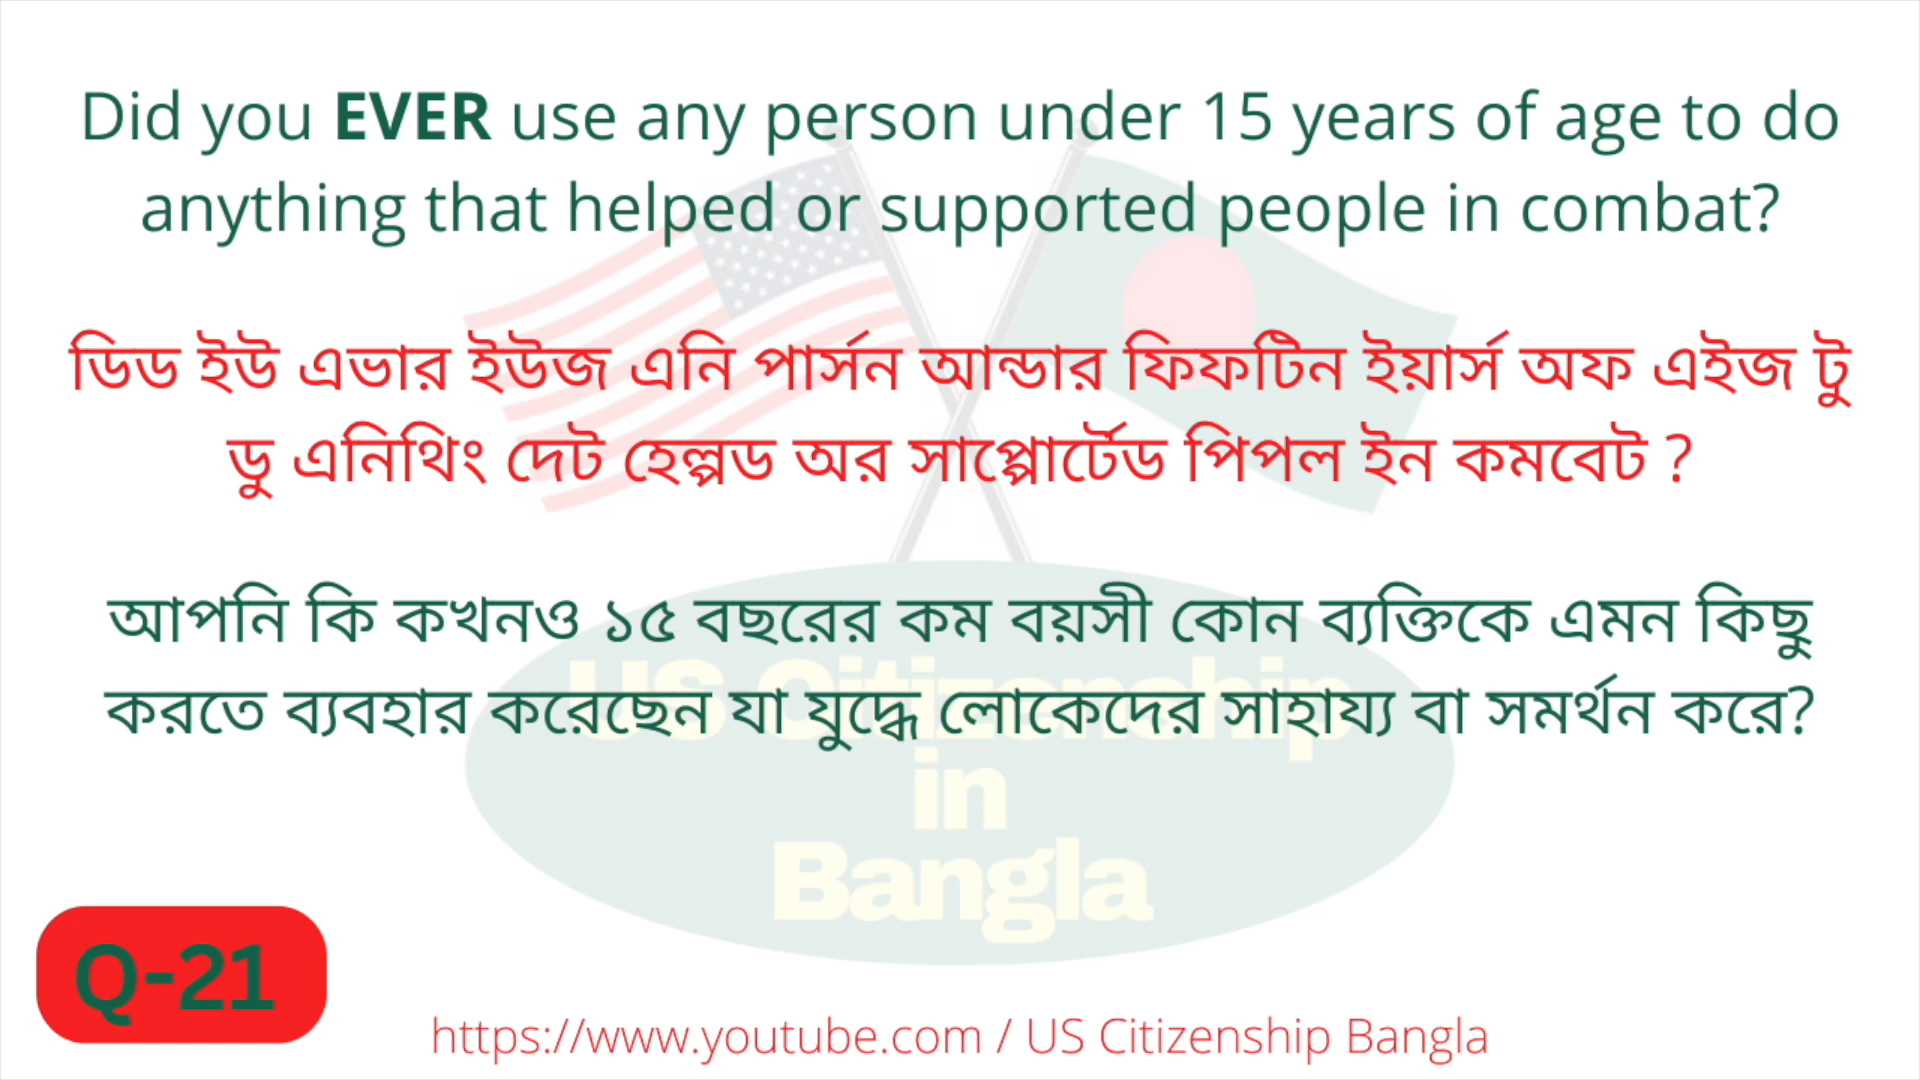 Did you EVER use any person under 15 years of age to do
anything that helped or supported people in combat?
ডিড ইউ এভার ইউজ এনি পার্সন আন্ডার ফিফটিন ইয়ার্স অফ এইজ টু
ডু এনিথিং দেট হেল্পড অর সাপ্পোর্টেড পিপল ইন কমবেট ?
আপনি কি কখনও ১৫ বছরের কম বয়সী কোন ব্যক্তিকে এমন কিছু
করতে ব্যবহার করেছেন যা যুদ্ধে লোকেদের সাহায্য বা সমর্থন করে?
US Citizenship
in
Bangla
Q-21
https://www.youtube.com / US Citizenship Bangla